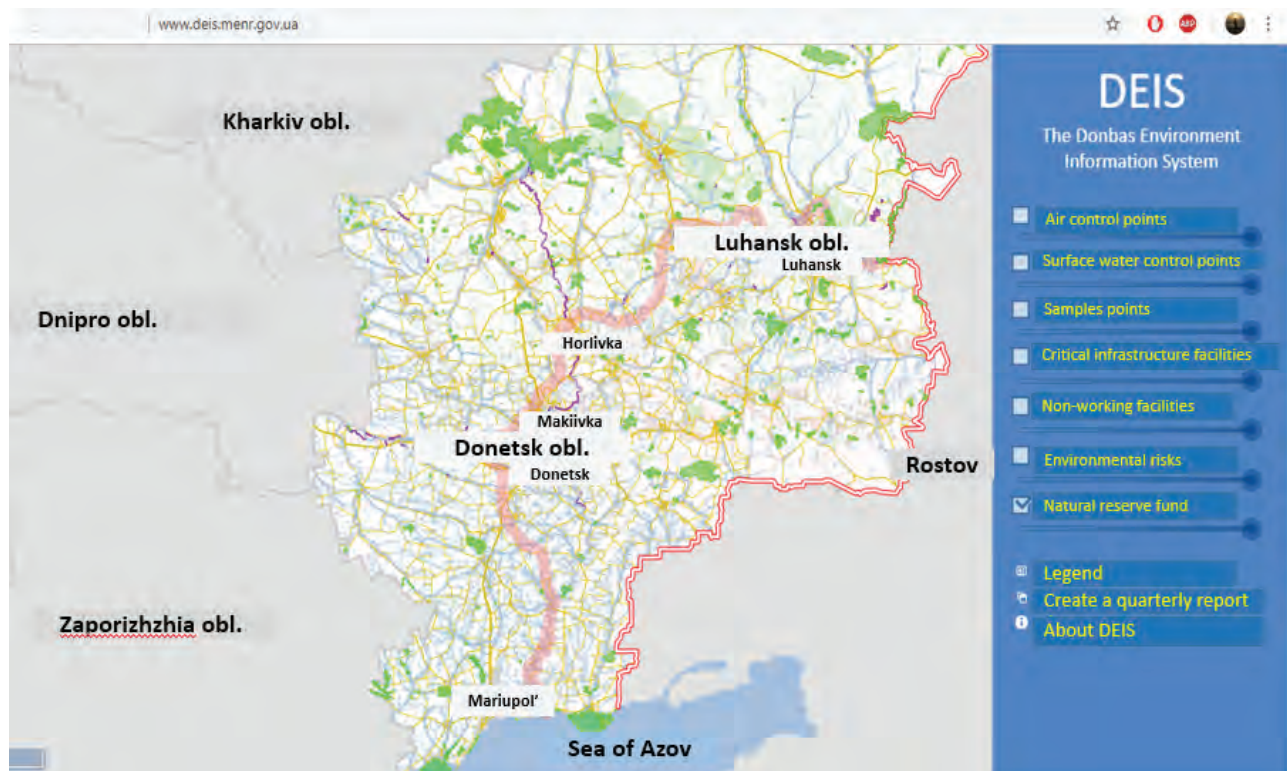 www.deis.menr.gov.ua
ABP
Kharkiv obl.
Luhansk obl.
Luhansk
Dnipro obl.
Horlivka
Makiivka
Donetsk obl.
Donetsk
Rostov
Zaporizhzhia obl.
Mariupol’
Sea of Azov
DEIS
The Donbas Environment
Information System
Air control points
Surface water control points
Samples points
Critical infrastructure facilities
Non-working facilities
Environmental risks
Natural reserve fund
Legend
Create a quarterly report
About DEIS